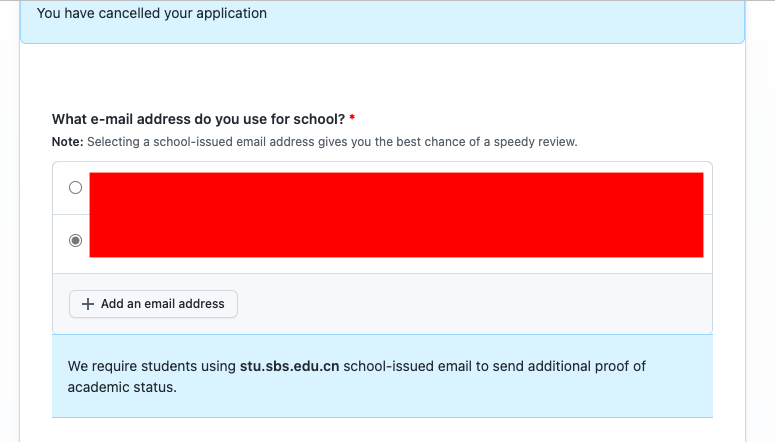 You have cancelled your application
What e-mail address do you use for school? *
Note: Selecting a school-issued email address gives you the best chance of a speedy review.
+ Add an email address
We require students using stu.sbs.edu.cn school-issued email to send additional proof of
academic status.